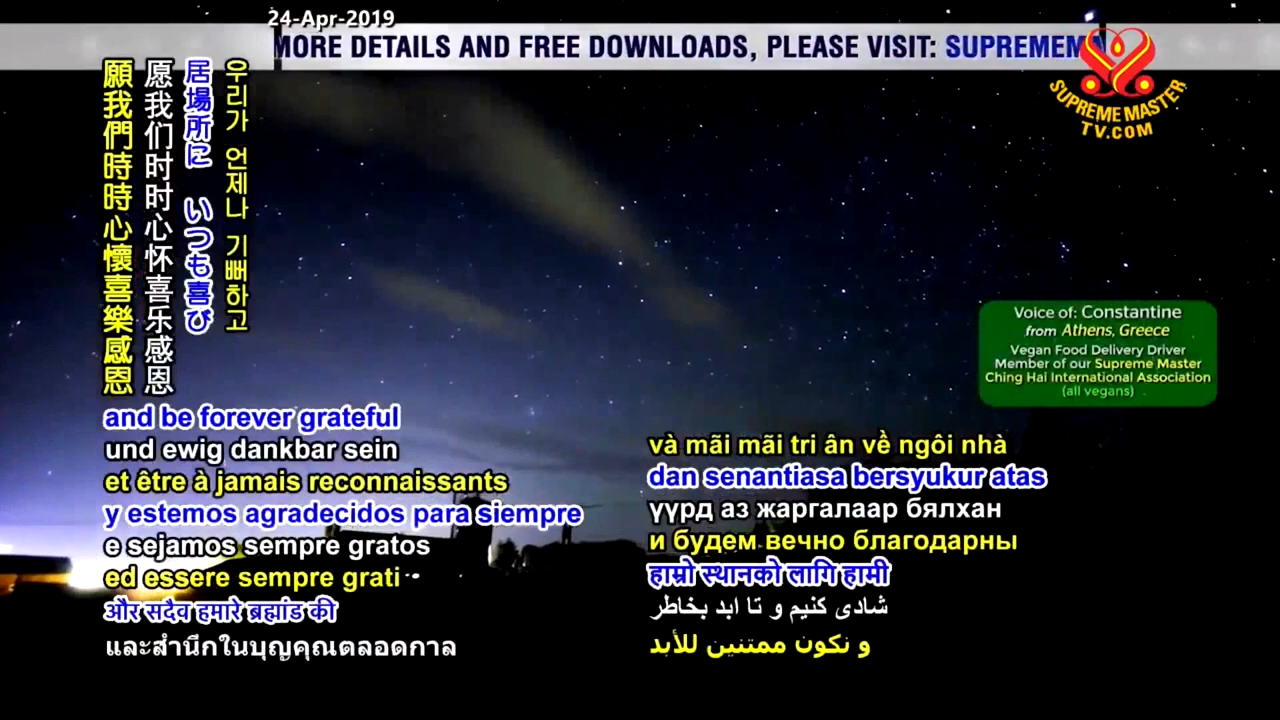 24-Apr-2019
MORE DETAILS AND FREE DOWNLOADS, PLEASE VISIT: SUPREMEM
SUPREME MASTER
TV.COM
우리가 언제나 기뻐하고
居場所に いつも喜び
愿我们时时心怀喜乐感恩
願我們時時心懷喜樂感恩
Voice of: Constantine
from Athens, Greece
Vegan Food Delivery Driver
Member of our Supreme Master
Ching Hai International Association
(all vegans)
and be forever grateful
und ewig dankbar sein
et être à jamais reconnaissants
y estemos agradecidos para siempre
e sejamos sempre gratos
ed essere sempre grati
और सदैव हमारे ब्रह्मांड की
และสำนึกในบุญคุณตลอดกาล
và mãi mãi tri ân về ngôi nhà
dan senantiasa bersyukur atas
үүрд аз жаргалаар бялхан
и будем вечно благодарны
हाम्रो स्थानको लागि हामी
شادی کنیم و تا ابد بخاطر
و نكون ممتنين للأبد